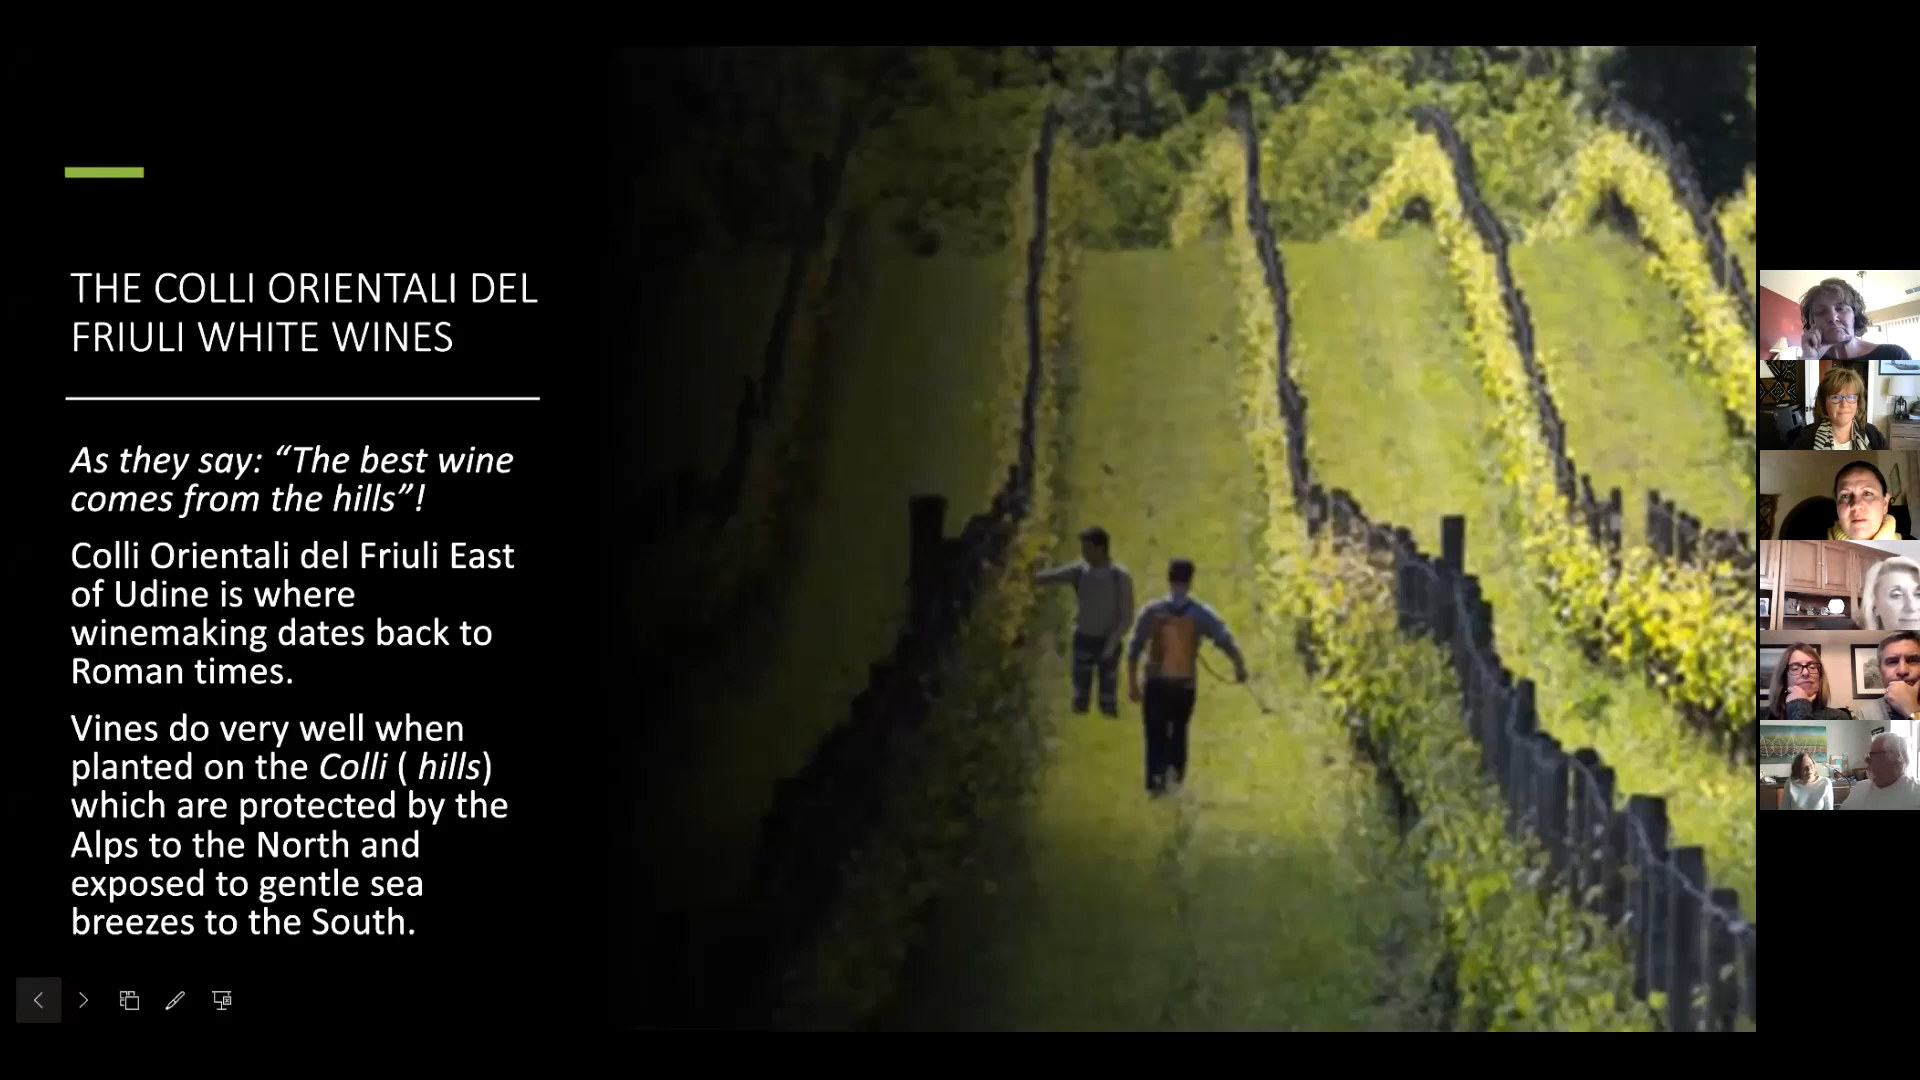 THE COLLI ORIENTALI DEL
FRIULI WHITE WINES
As they say: “The best wine
comes from the hills”!
Colli Orientali del Friuli East
of Udine is where
winemaking dates back to
Roman times.
Vines do very well when
planted on the Colli ( hills)
which are protected by the
Alps to the North and
exposed to gentle sea
breezes to the South.